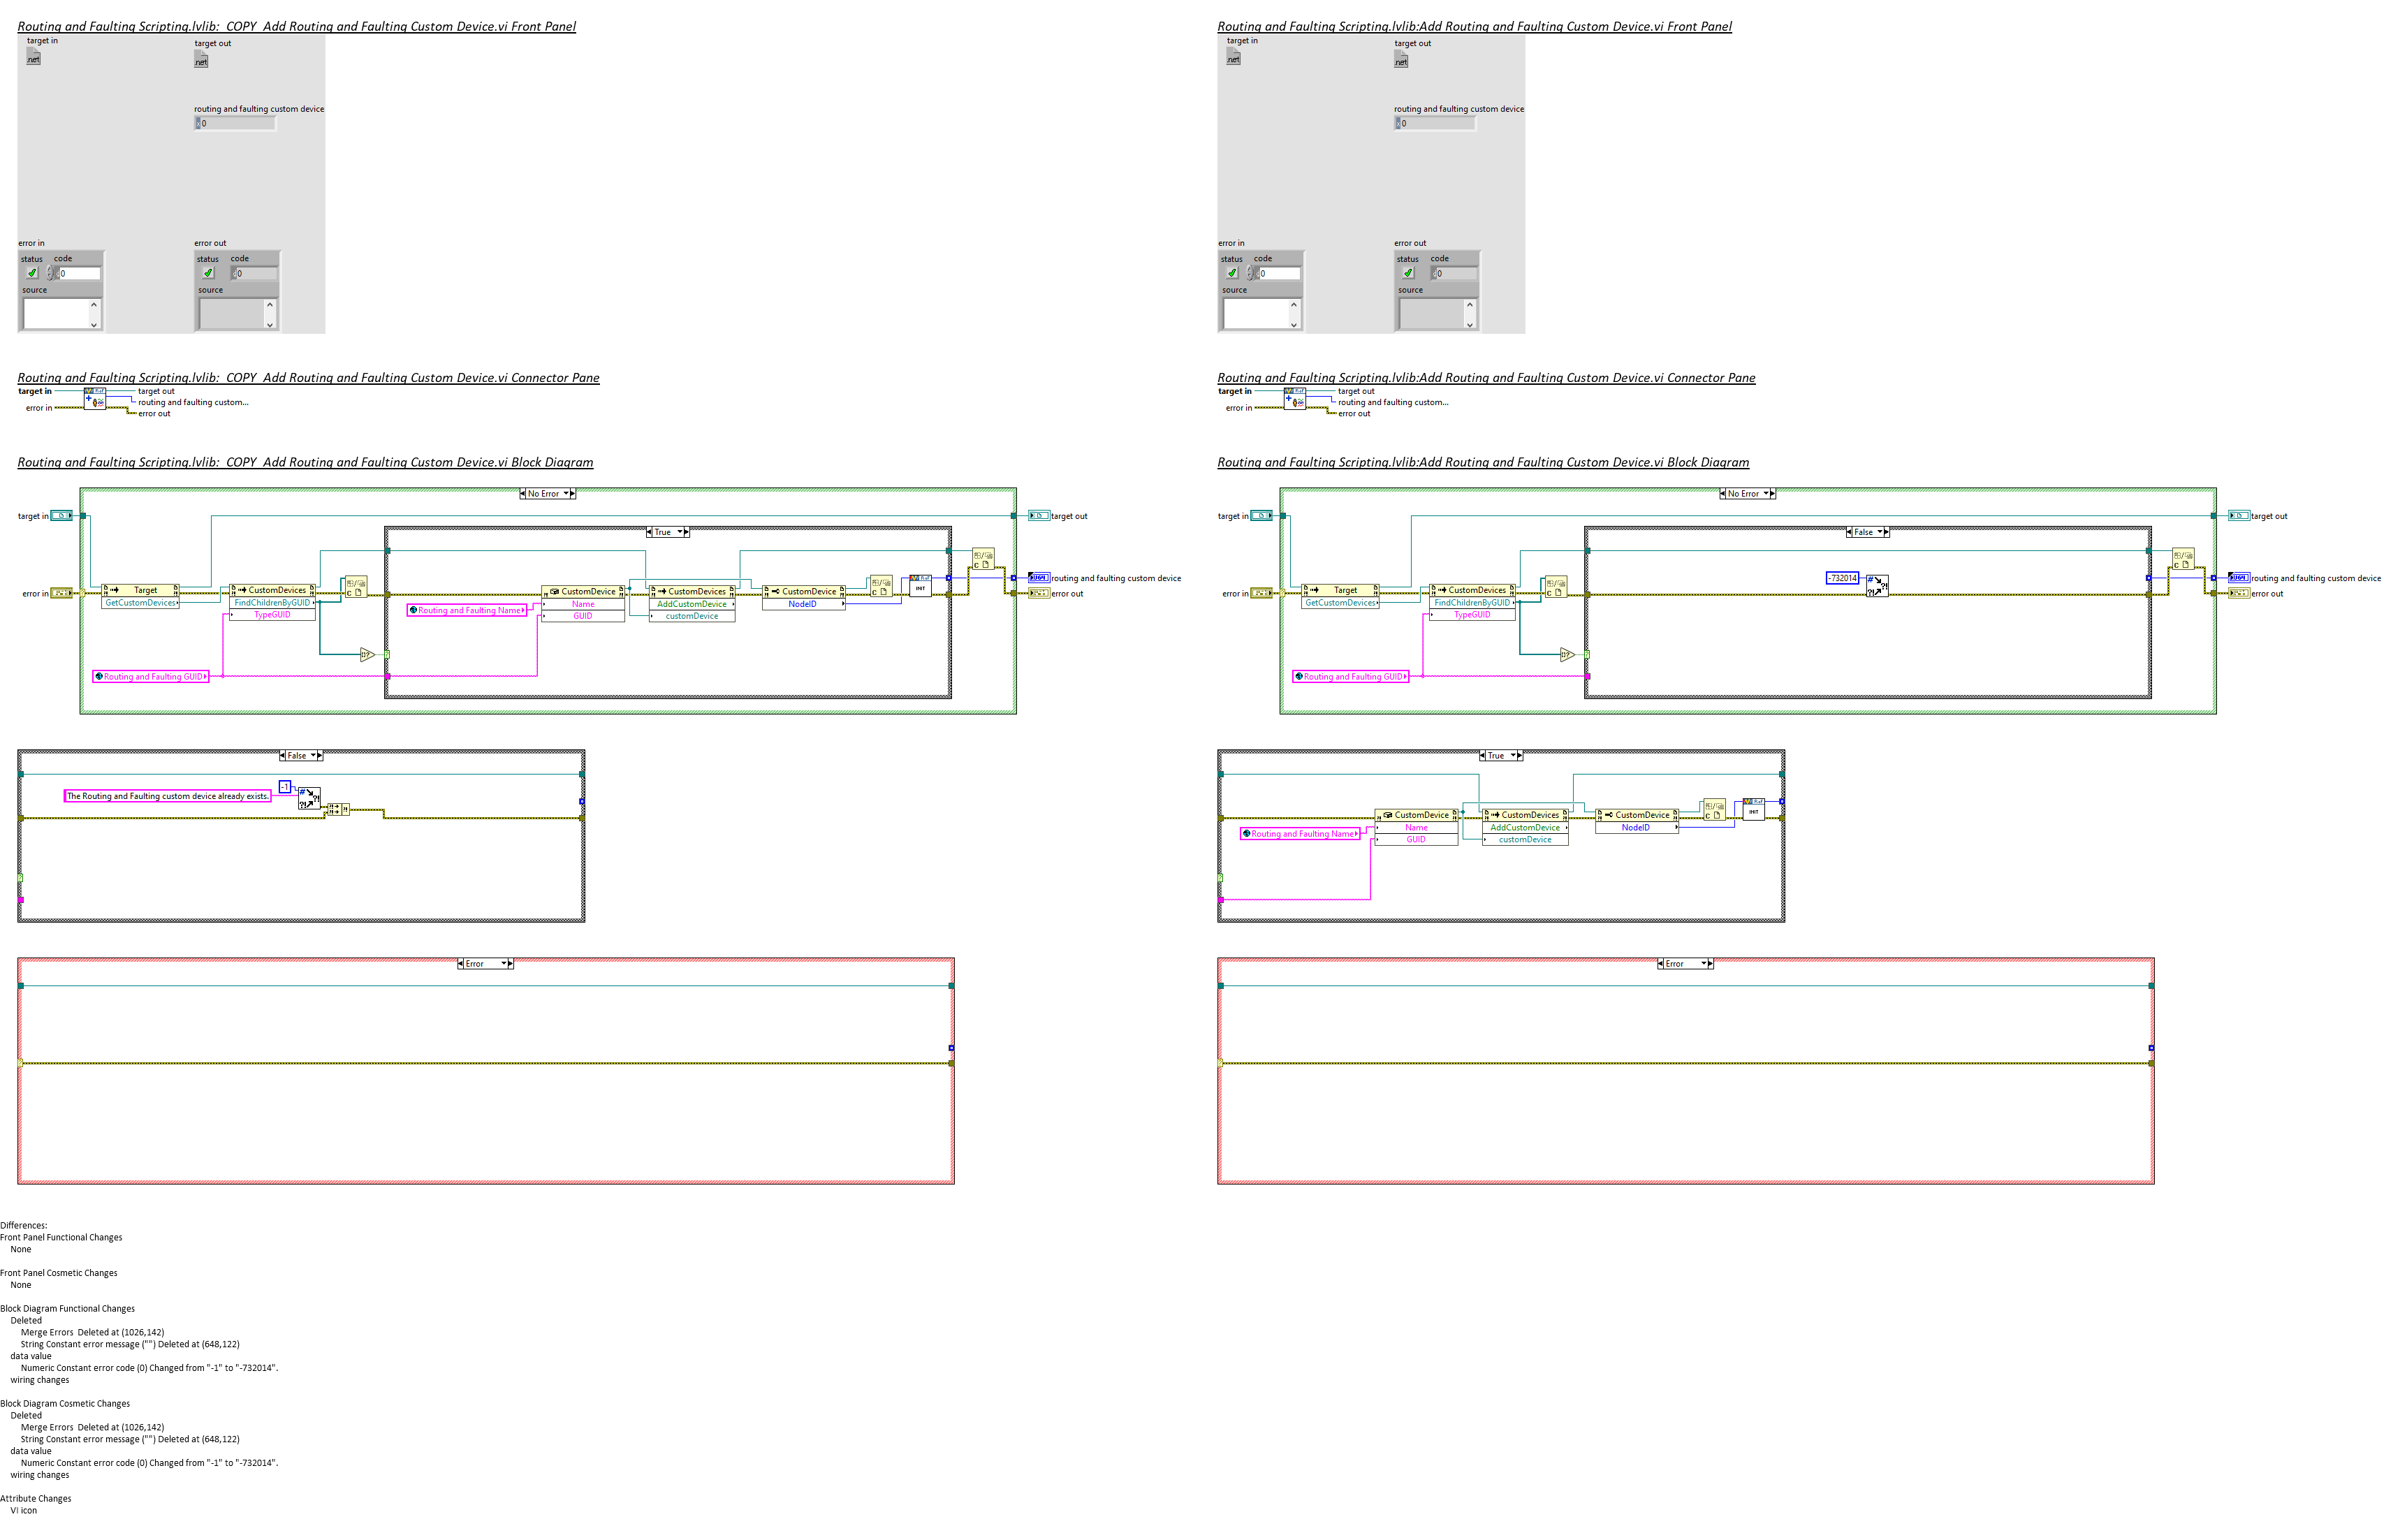 Routing and Faulting Scripting.lvlib:  COPY  Add Routing and Faulting Custom Device.vi Front Panel
target in
.net
target out
.net
routing and faulting custom device
0
error in
status
code
0
source
error out
status
code
0
source
Routing and Faulting Scripting.lvlib:  COPY  Add Routing and Faulting Custom Device.vi Connector Pane
target in
error in
target out
routing and faulting custom...
error out
Routing and Faulting Scripting.lvlib:  COPY  Add Routing and Faulting Custom Device.vi Block Diagram
No Error
target in
error in
Target
GetCustomDevices
CustomDevices
FindChildrenByGUID
TypeGUID
Routing and Faulting GUID
True
Routing and Faulting Name
CustomDevice
Name
GUID
CustomDevices
AddCustomDevice
customDevice
CustomDevice
NodeID
INIT
target out
routing and faulting custom device
error out
False
The Routing and Faulting custom device already exists.
-1
Error
Routing and Faulting Scripting.lvlib:Add Routing and Faulting Custom Device.vi Front Panel
target in
.net
target out
.net
routing and faulting custom device
0
error in
status
code
0
source
error out
status
code
0
source
Routing and Faulting Scripting.lvlib:Add Routing and Faulting Custom Device.vi Connector Pane
target in
error in
target out
routing and faulting custom...
error out
Routing and Faulting Scripting.lvlib:Add Routing and Faulting Custom Device.vi Block Diagram
No Error
target in
error in
Target
GetCustomDevices
CustomDevices
FindChildrenByGUID
TypeGUID
Routing and Faulting GUID
False
-732014
target out
routing and faulting custom device
error out
True
Routing and Faulting Name
CustomDevice
Name
GUID
CustomDevices
AddCustomDevice
customDevice
CustomDevice
NodeID
INIT
Error
Differences:
Front Panel Functional Changes
None
Front Panel Cosmetic Changes
None
Block Diagram Functional Changes
Deleted
Merge Errors  Deleted at (1026,142)
String Constant error message ("") Deleted at (648,122)
data value
Numeric Constant error code (0) Changed from "-1" to "-732014".
wiring changes
Block Diagram Cosmetic Changes
Deleted
Merge Errors  Deleted at (1026,142)
String Constant error message ("") Deleted at (648,122)
data value
Numeric Constant error code (0) Changed from "-1" to "-732014".
wiring changes
Attribute Changes
VI icon